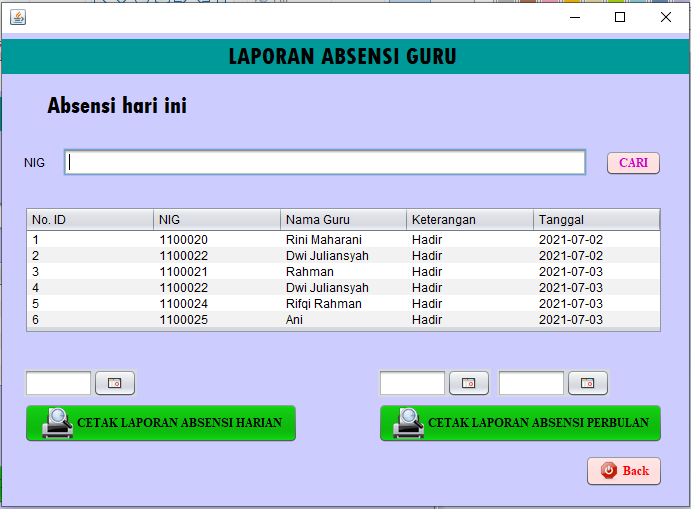 LAPORAN ABSENSI GURU
Absensi hari ini
NIG CARI
No. ID NIG Nama Guru Keterangan Tanggal
1 1100020 Rini Maharani Hadir 2021-07-02
2 1100022 Dwi Juliansyah Hadir 2021-07-02
3 1100021 Rahman Hadir 2021-07-03
4 1100022 Dwi Juliansyah Hadir 2021-07-03
5 1100024 Rifqi Rahman Hadir 2021-07-03
6 1100025 Ani Hadir 2021-07-03
CETAK LAPORAN ABSENSI HARIAN CETAK LAPORAN ABSENSI PERBULAN
Back